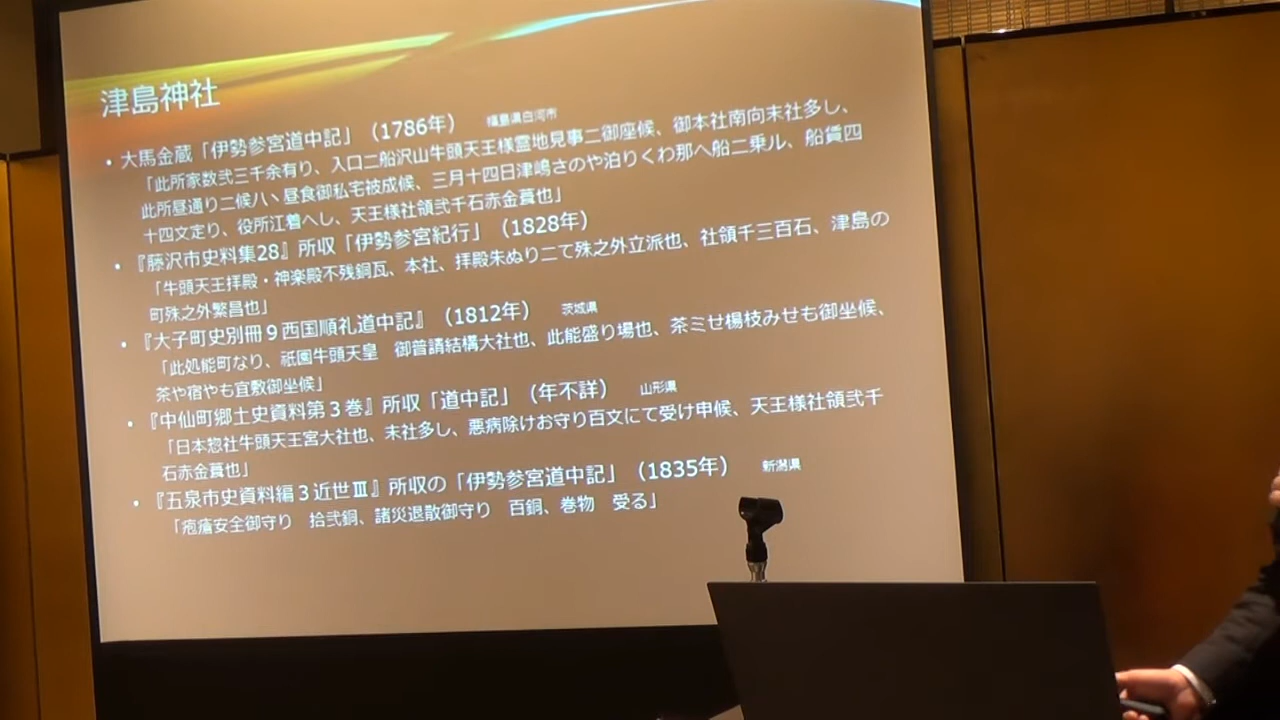 津島神社
• 大馬金蔵「伊勢参宮道中記」（1786年） 福島県白河市
「此所家数弐三千余有り、入口ニ船沢山牛頭天王様霊地見事ニ御座候、御本社南向末社多し、
此所昼通り二候ハヽ昼食御私宅被成候、三月十四日津嶋さのや泊りくわ那へ船ニ乗ル、船賃四
十四文定り、役所江着へし、天王様社領弐千石赤金葺也」
• 『藤沢市史料集28』所収「伊勢参宮紀行」（1828年）
「牛頭天王拝殿・神楽殿不残銅瓦、本社、拝殿朱ぬりニて殊之外立派也、社領千三百石、津島の
町殊之外繁昌也」
• 『大子町史別冊９西国順礼道中記』（1812年） 茨城県
「此処能町なり、祇園牛頭天皇　御普請結構大社也、此能盛り場也、茶ミせ楊枝みせも御坐候、
茶や宿やも宜敷御坐候」
• 『中仙町郷土史資料第３巻』所収「道中記」（年不詳） 山形県
「日本惣社牛頭天王宮大社也、末社多し、悪病除けお守り百文にて受け申候、天王様社領弐千
石赤金葺也」
• 『五泉市史資料編３近世Ⅲ』所収の「伊勢参宮道中記」（1835年） 新潟県
「疱瘡安全御守り　拾弐銅、諸災退散御守り　百銅、巻物　受る」